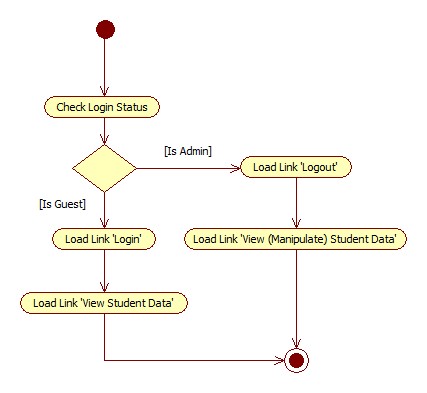 Check Login Status
[Is Admin]
Load Link 'Logout'
[Is Guest]
Load Link 'Login'
Load Link 'View (Manipulate) Student Data'
Load Link 'View Student Data'